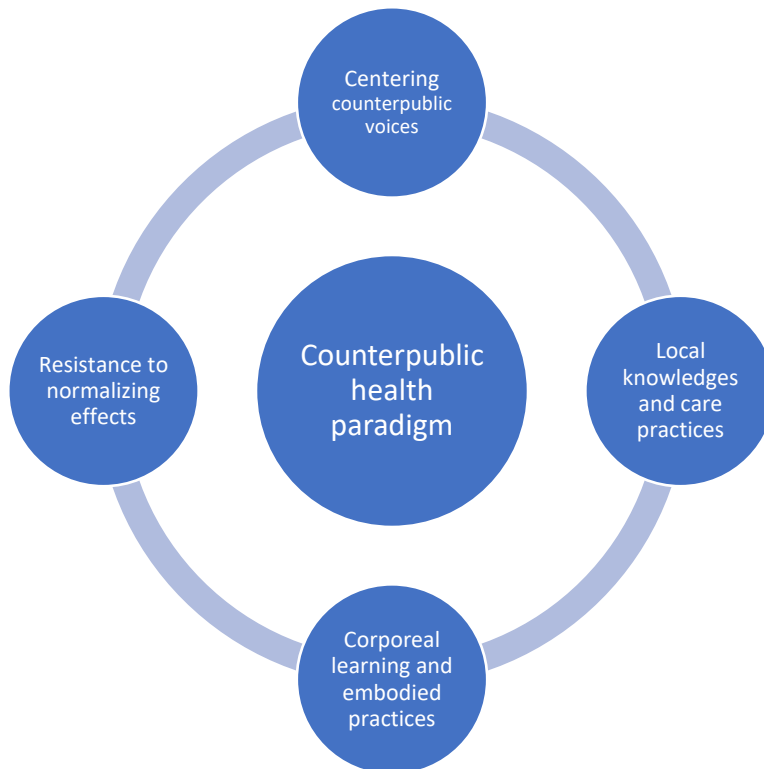 Centering
counterpublic
voices
Counterpublic
health
paradigm
Resistance to
normalizing
effects
Local
knowledges
and care
practices
Corporeal
learning and
embodied
practices